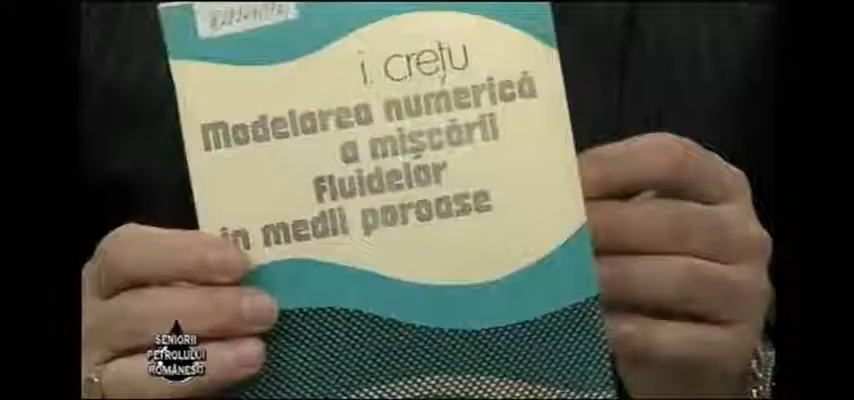 i. crețu
Modelarea numerică
a mișcării
fluidelor
în medii poroase
SENIORII
PETROLULUI
ROMÂNESC